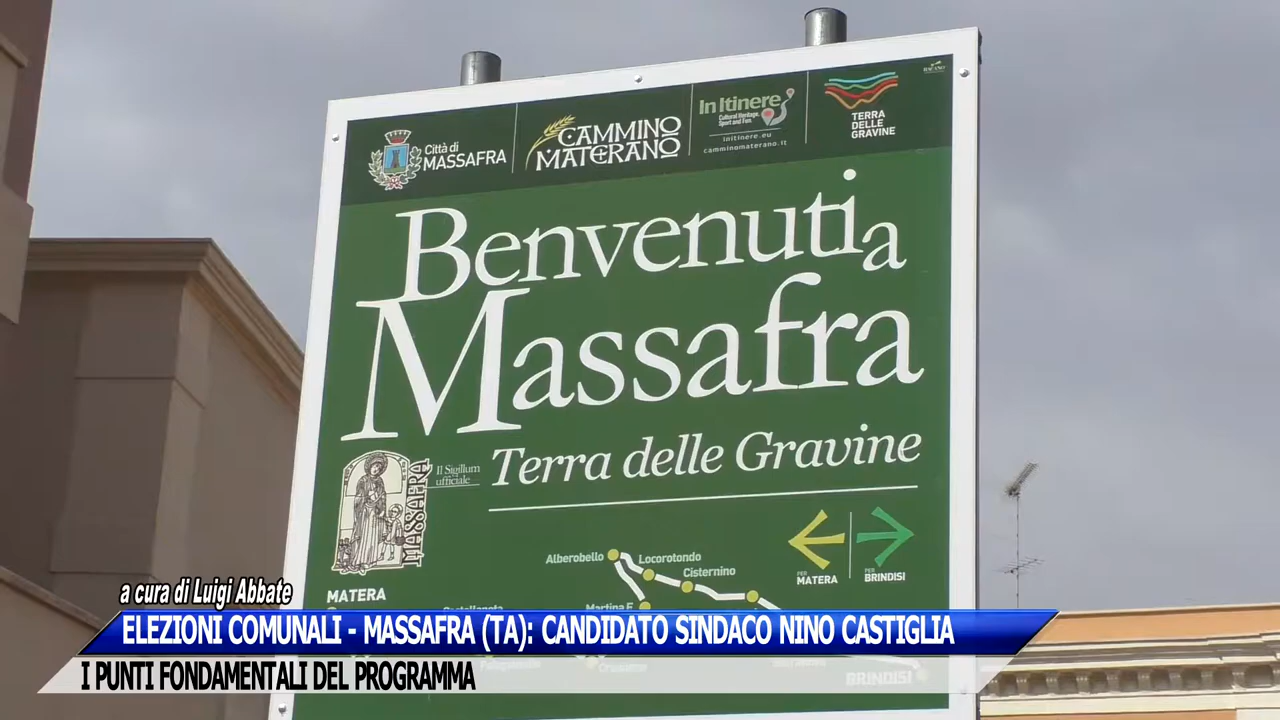 Città di
MASSAFRA
CAMMINO
MATERANO
In Itinere
Cultural Heritage,
Sport and Fun
initinere.eu
camminomaterano.it
TERRA
DELLE
GRAVINE
Benvenuti a
Massafra
Terra delle Gravine
Il Sigillum
ufficiale
MASSAFRA
PER
MATERA
PER
BRINDISI
Alberobello
Locorotondo
Cisternino
MATERA
Martina F.
BRINDISI
a cura di Luigi Abbate
ELEZIONI COMUNALI - MASSAFRA (TA): CANDIDATO SINDACO NINO CASTIGLIA
I PUNTI FONDAMENTALI DEL PROGRAMMA